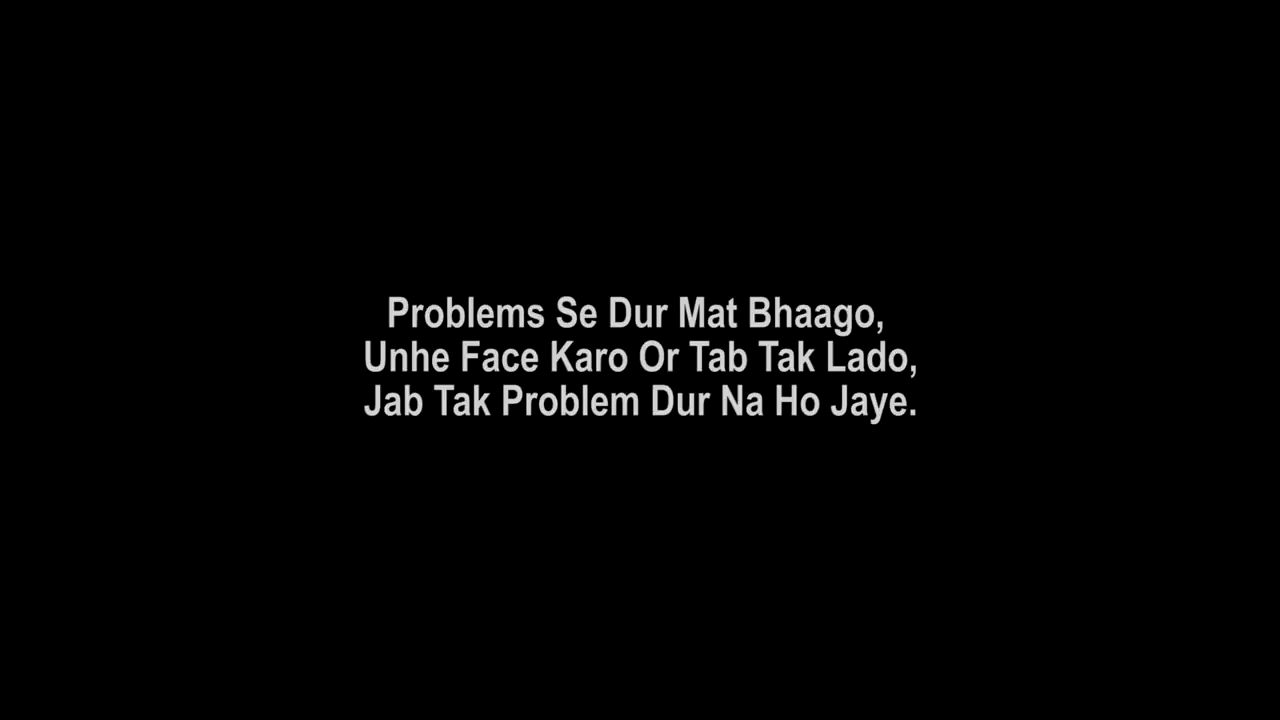 Problems Se Dur Mat Bhaago,
Unhe Face Karo Or Tab Tak Lado,
Jab Tak Problem Dur Na Ho Jaye.